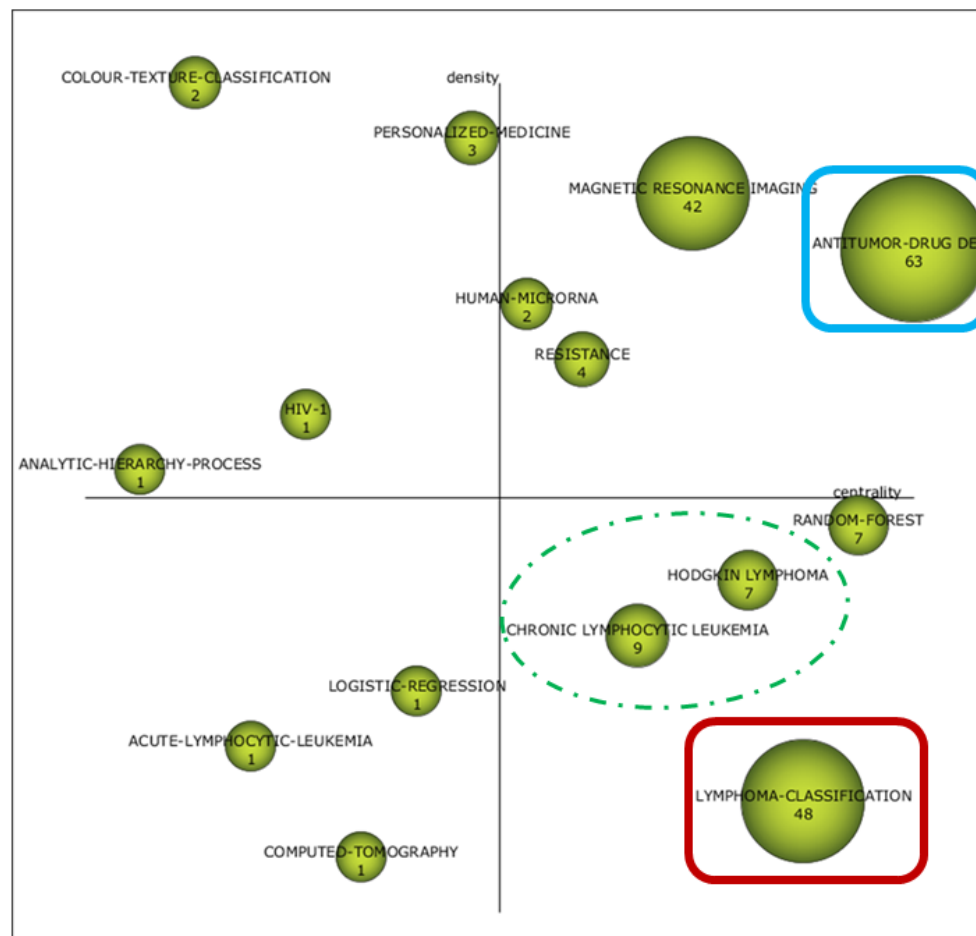 COLOUR-TEXTURE-CLASSIFICATION
2
density
PERSONALIZED-MEDICINE
3
MAGNETIC RESONANCE IMAGING
42
ANTITUMOR-DRUG DE
63
HUMAN-MICRORNA
2
RESISTANCE
4
HIV-1
1
ANALYTIC-HIERARCHY-PROCESS
1
centrality
RANDOM-FOREST
7
HODGKIN LYMPHOMA
7
CHRONIC LYMPHOCYTIC LEUKEMIA
9
LOGISTIC-REGRESSION
1
ACUTE-LYMPHOCYTIC-LEUKEMIA
1
LYMPHOMA-CLASSIFICATION
48
COMPUTED-TOMOGRAPHY
1